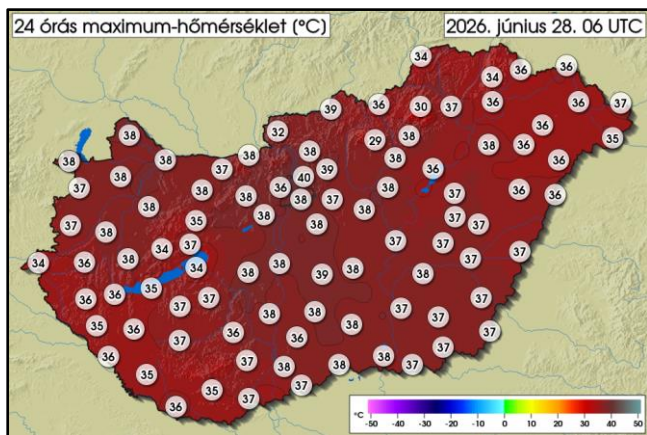 24 órás maximum-hőmérséklet (°C)
2026. június 28. 06 UTC
34
34 36 36
39 36 30 37 36 36 37
38 32 29 38 36 35
38 38 38 38 38 38 36 36
37 38 37 40 39 36
38 36 38 37 38 37 36 36
37 38 38 35 38 38 38 37 37
34 36 38 34 37 34 37 37 37 37
38 38 39 38 38
36 36 35 37 37 37
35 36 37 36 38 38 38 37 37 37
36 36 37
35 37 38 38 38 37
36 35 37 37
°C
-50 -40 -30 -20 -10 0 10 20 30 40 50